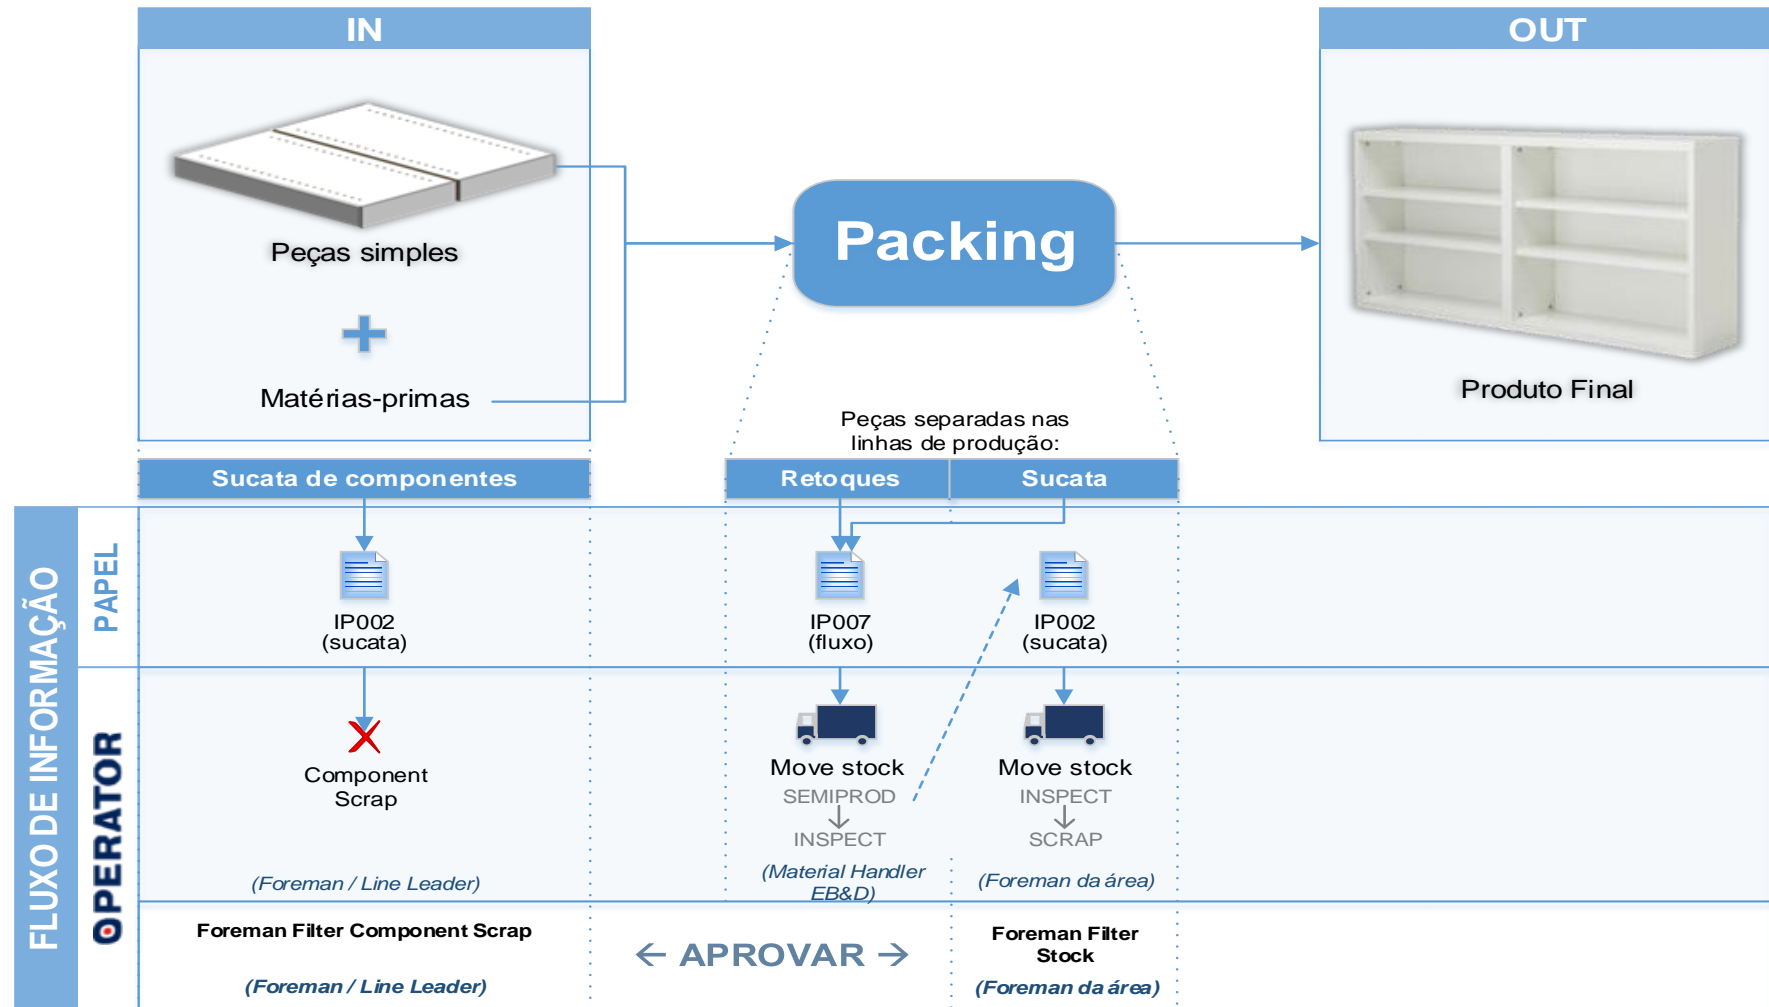 IN
OUT
Peças simples
Matérias-primas
Packing
Produto Final
Peças separadas nas
linhas de produção:
Sucata de componentes
Retoques
Sucata
FLUXO DE INFORMAÇÃO
PAPEL
IP002
(sucata)
IP007
(fluxo)
IP002
(sucata)
OPERATOR
Component
Scrap
(Foreman / Line Leader)
Move stock
SEMIPROD
INSPECT
(Material Handler
EB&D)
Move stock
INSPECT
SCRAP
(Foreman da área)
Foreman Filter Component Scrap
(Foreman / Line Leader)
← APROVAR →
Foreman Filter
Stock
(Foreman da área)